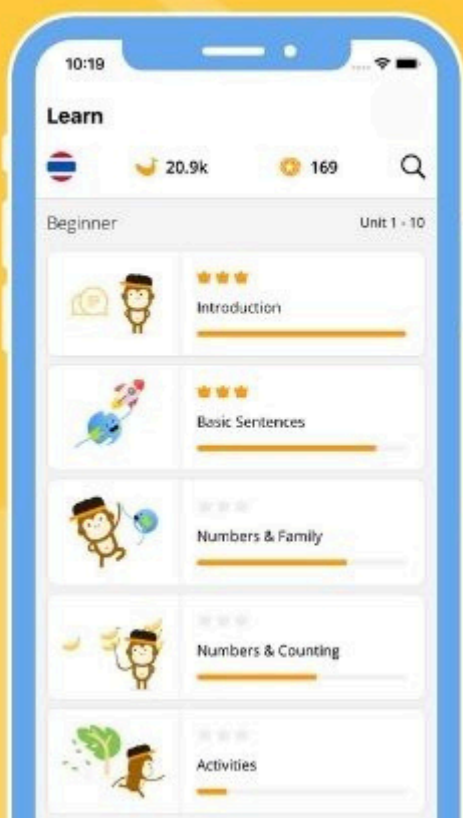 10:19
Learn
20.9k 169
Beginner Unit 1 - 10
Introduction
Basic Sentences
Numbers & Family
Numbers & Counting
Activities